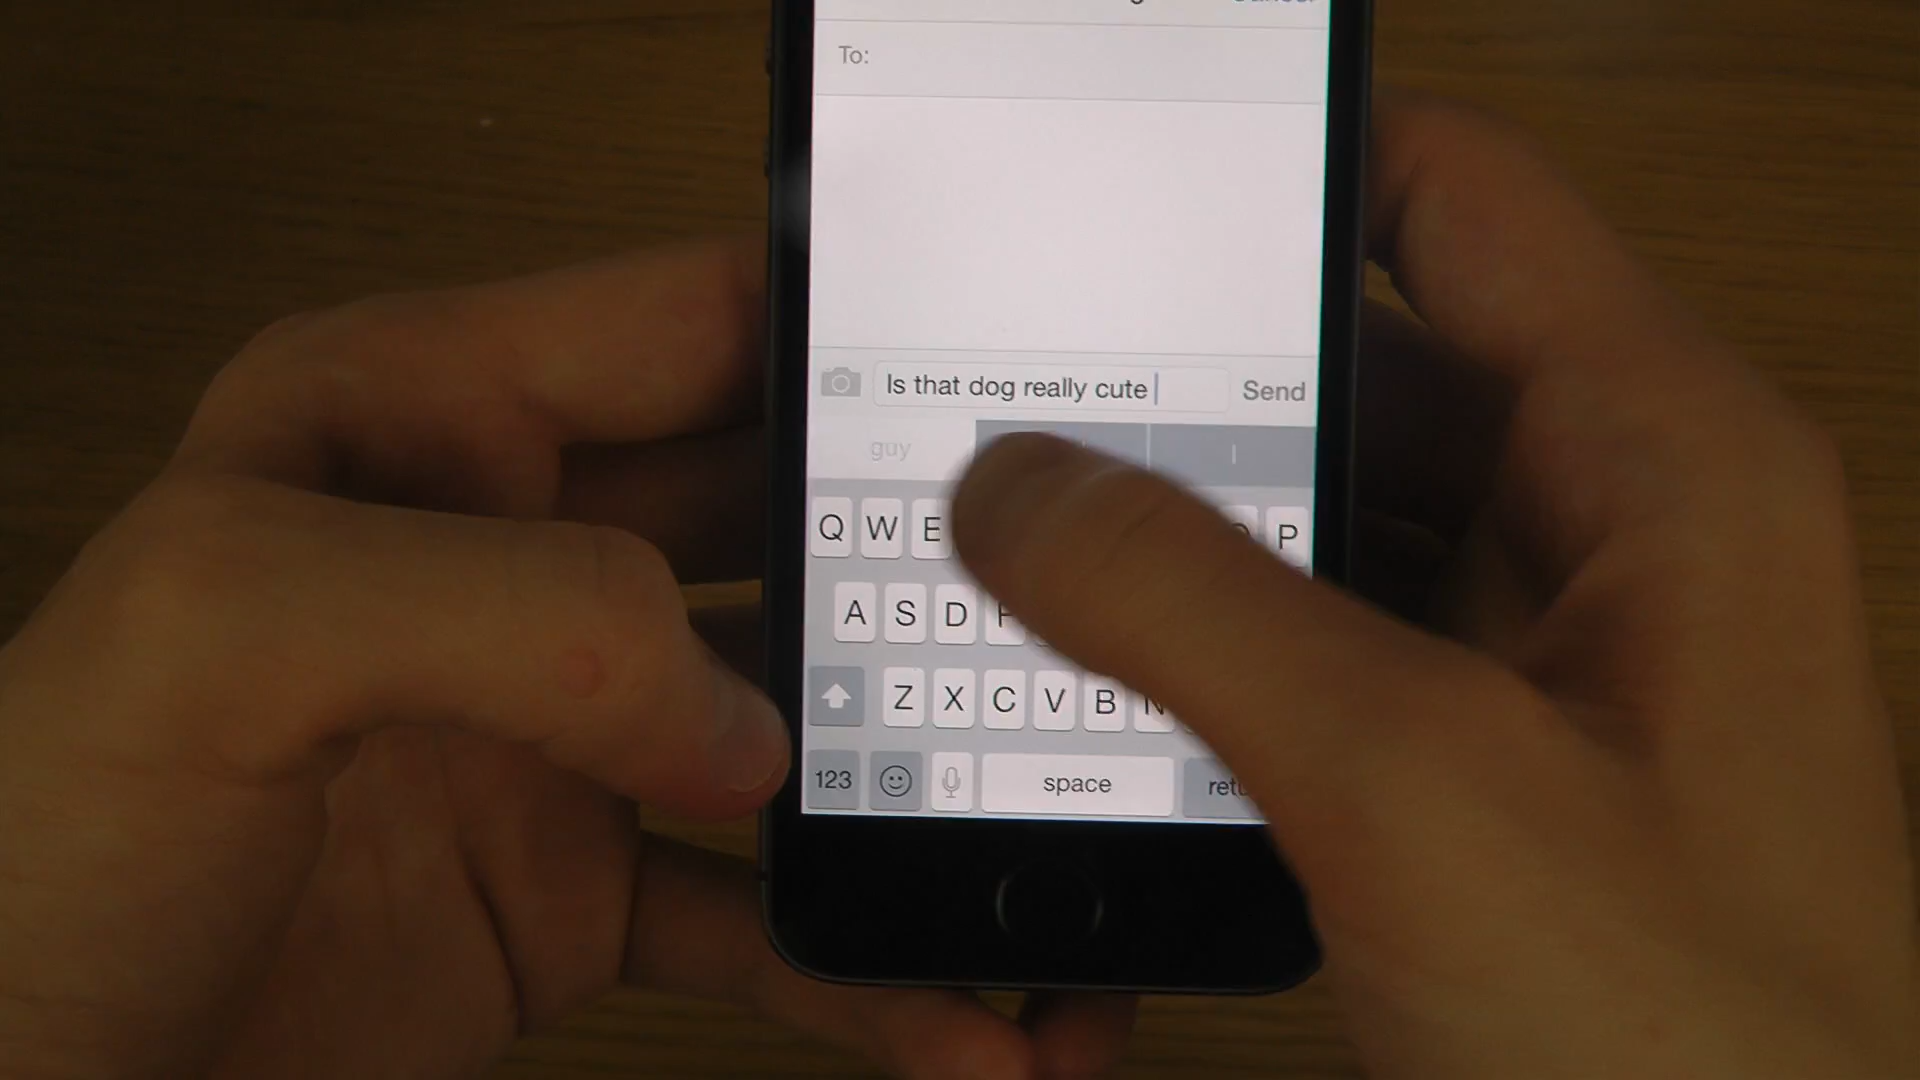 To:
Is that dog really cute
Send
guy
Q W E P
A S D F
Z X C V B N
123 space